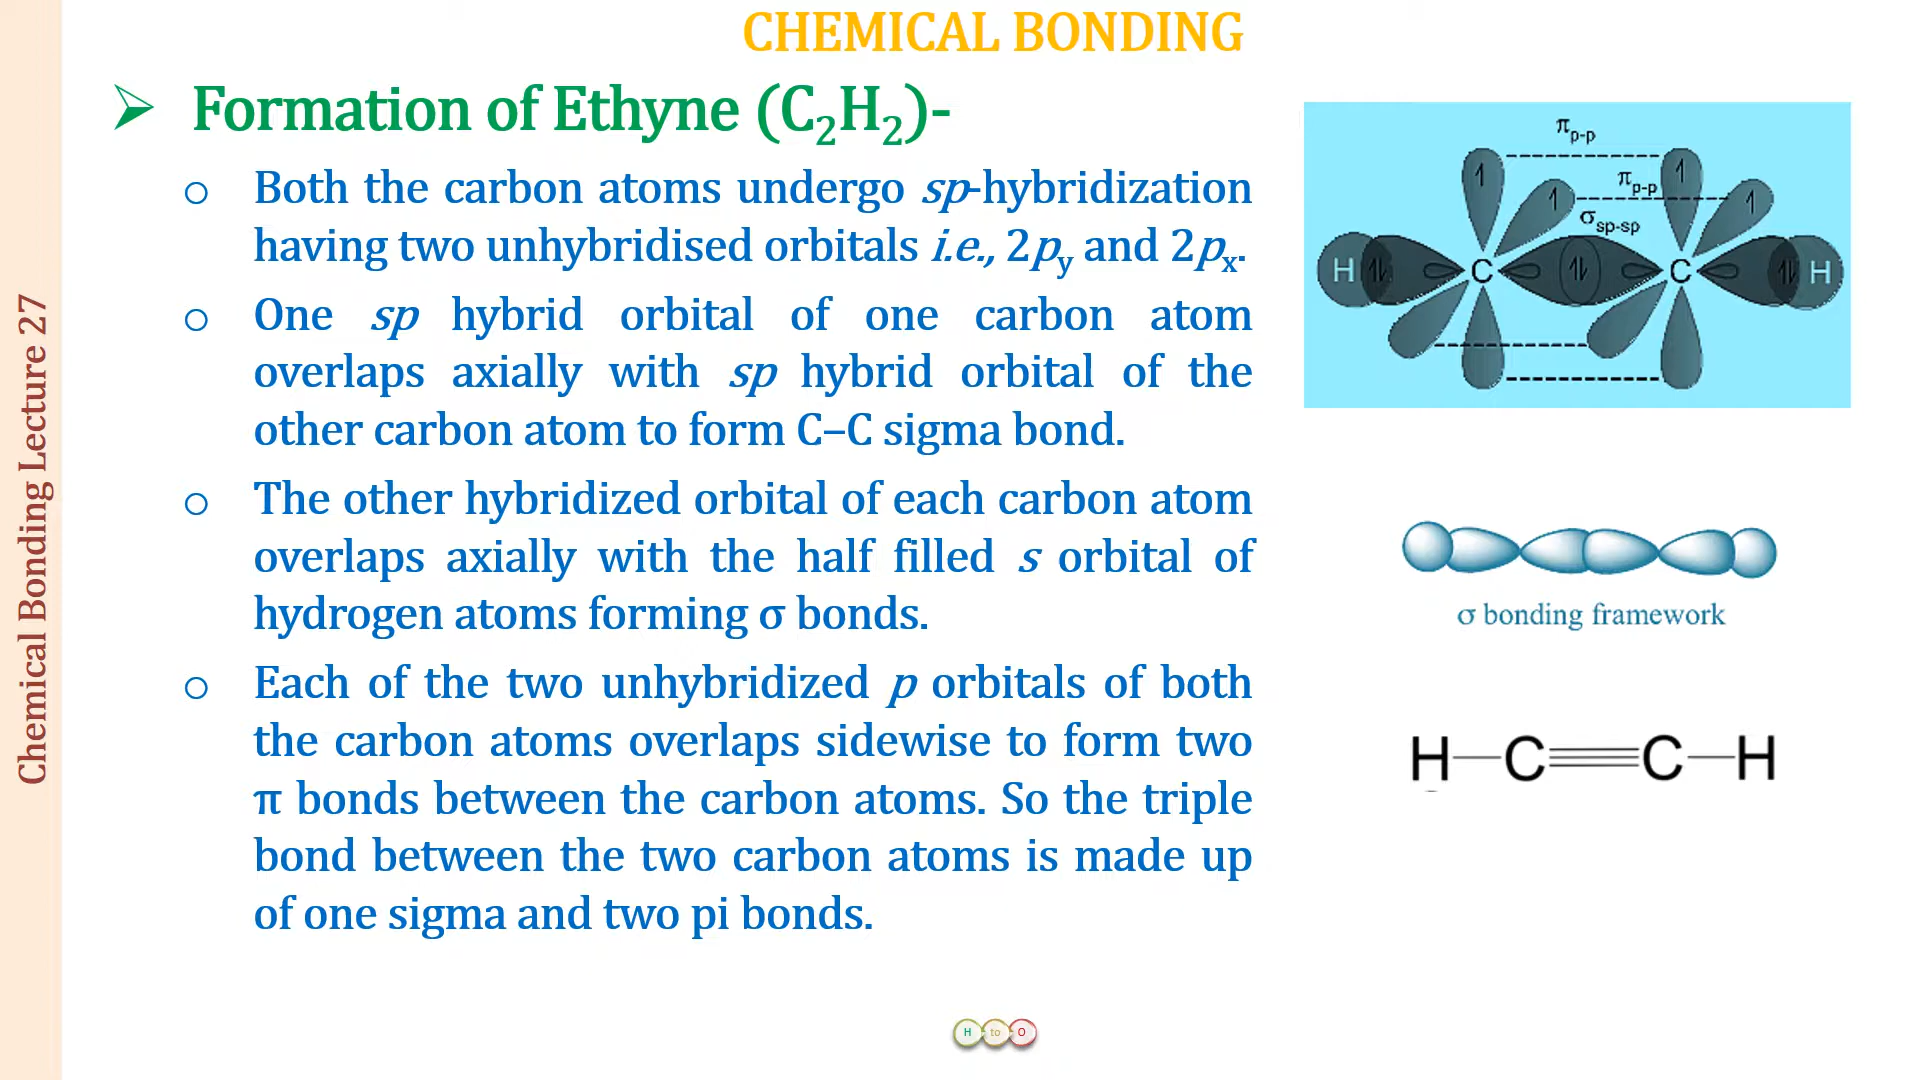 CHEMICAL BONDING
Formation of Ethyne (C₂H₂)-
Both the carbon atoms undergo sp-hybridization
having two unhybridised orbitals i.e., 2py and 2px.
One sp hybrid orbital of one carbon atom
overlaps axially with sp hybrid orbital of the
other carbon atom to form C–C sigma bond.
The other hybridized orbital of each carbon atom
overlaps axially with the half filled s orbital of
hydrogen atoms forming σ bonds.
Each of the two unhybridized p orbitals of both
the carbon atoms overlaps sidewise to form two
π bonds between the carbon atoms. So the triple
bond between the two carbon atoms is made up
of one sigma and two pi bonds.
Chemical Bonding Lecture 27
πp-p
πp-p
σsp-sp
H C C H
σ bonding framework
H—C≡C—H
H to O